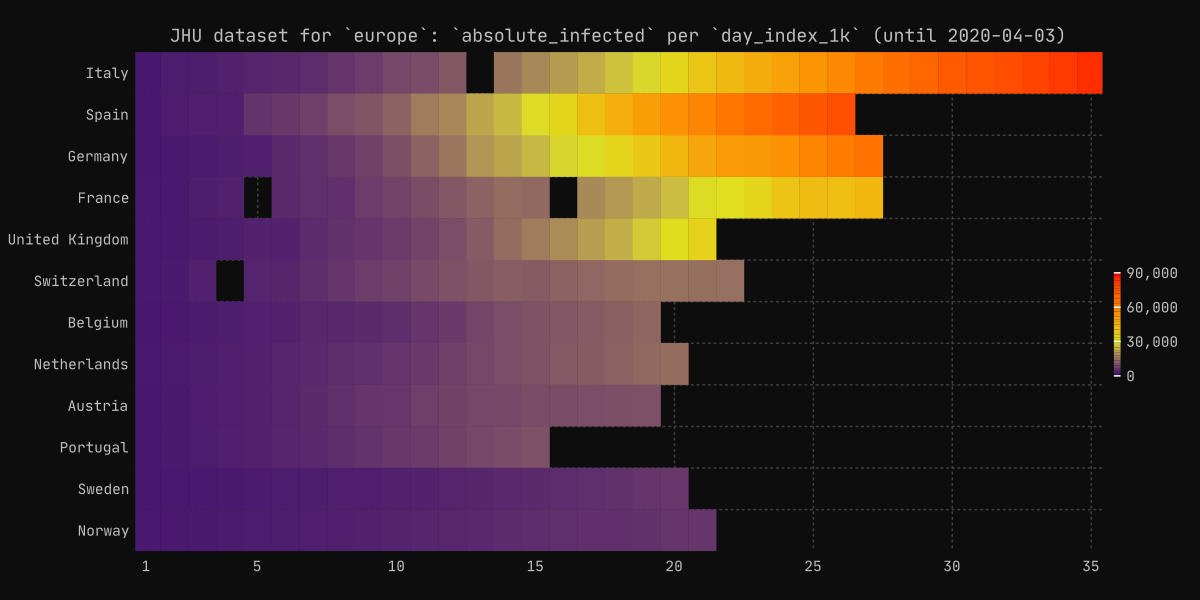 JHU dataset for `europe`: `absolute_infected` per `day_index_1k` (until 2020-04-03)
Italy
Spain
Germany
France
United Kingdom
Switzerland
Belgium
Netherlands
Austria
Portugal
Sweden
Norway
1 5 10 15 20 25 30 35
90,000
60,000
30,000
0